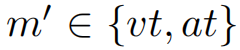 m′ ∈ {vt, at}